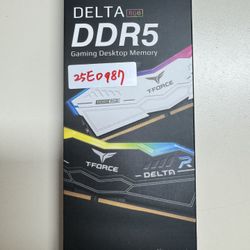 DELTA RGB
DDR5
Gaming Desktop Memory
25E0987
T-FORCE
T-FORCE
DELTA R